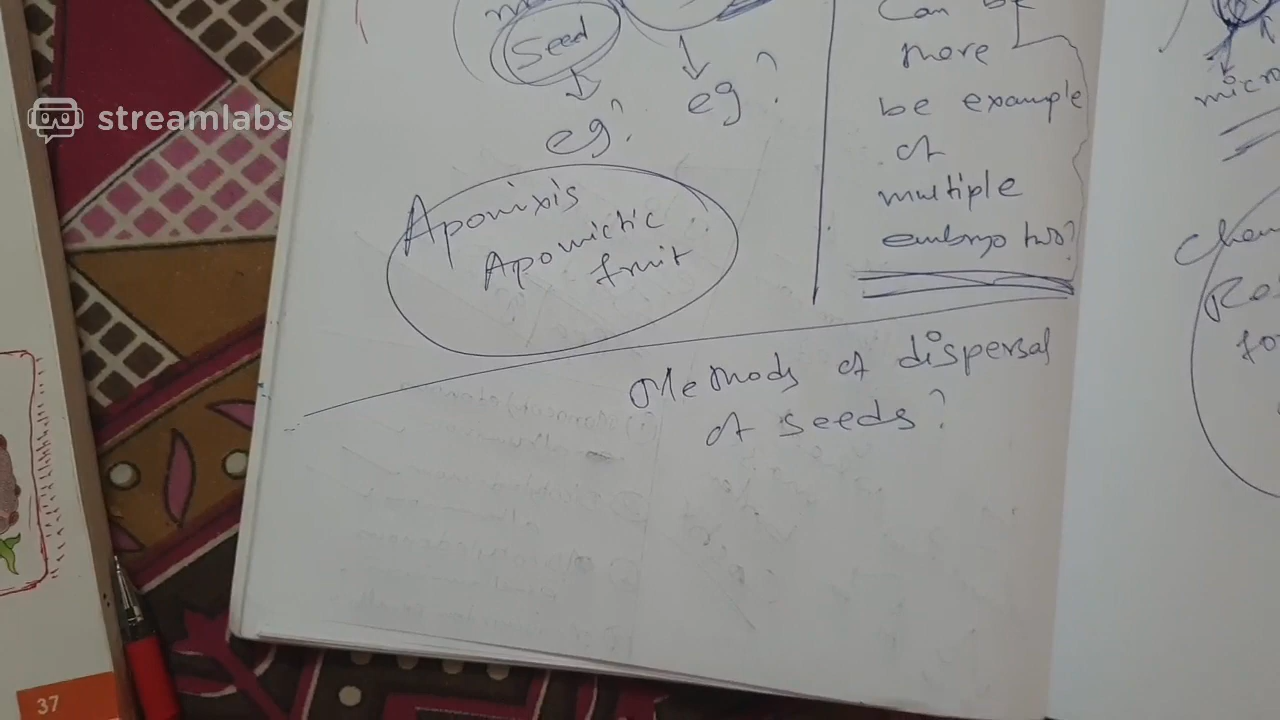 streamlabs
Seed
eg?
eg?
Apomixis
Apomictic
fruit
Can be
more
be example
of
multiple
embryo two?
Methods of dispersal
of seeds?
micro
37